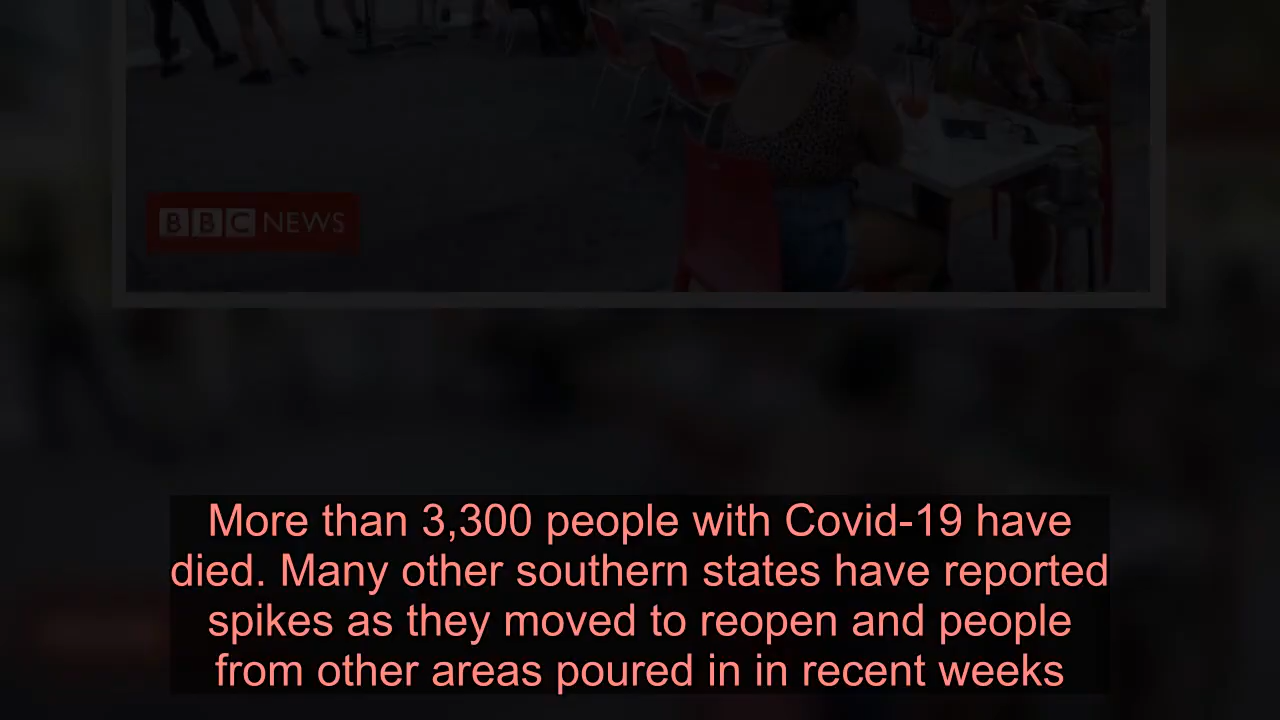 BBC NEWS
More than 3,300 people with Covid-19 have
died. Many other southern states have reported
spikes as they moved to reopen and people
from other areas poured in in recent weeks